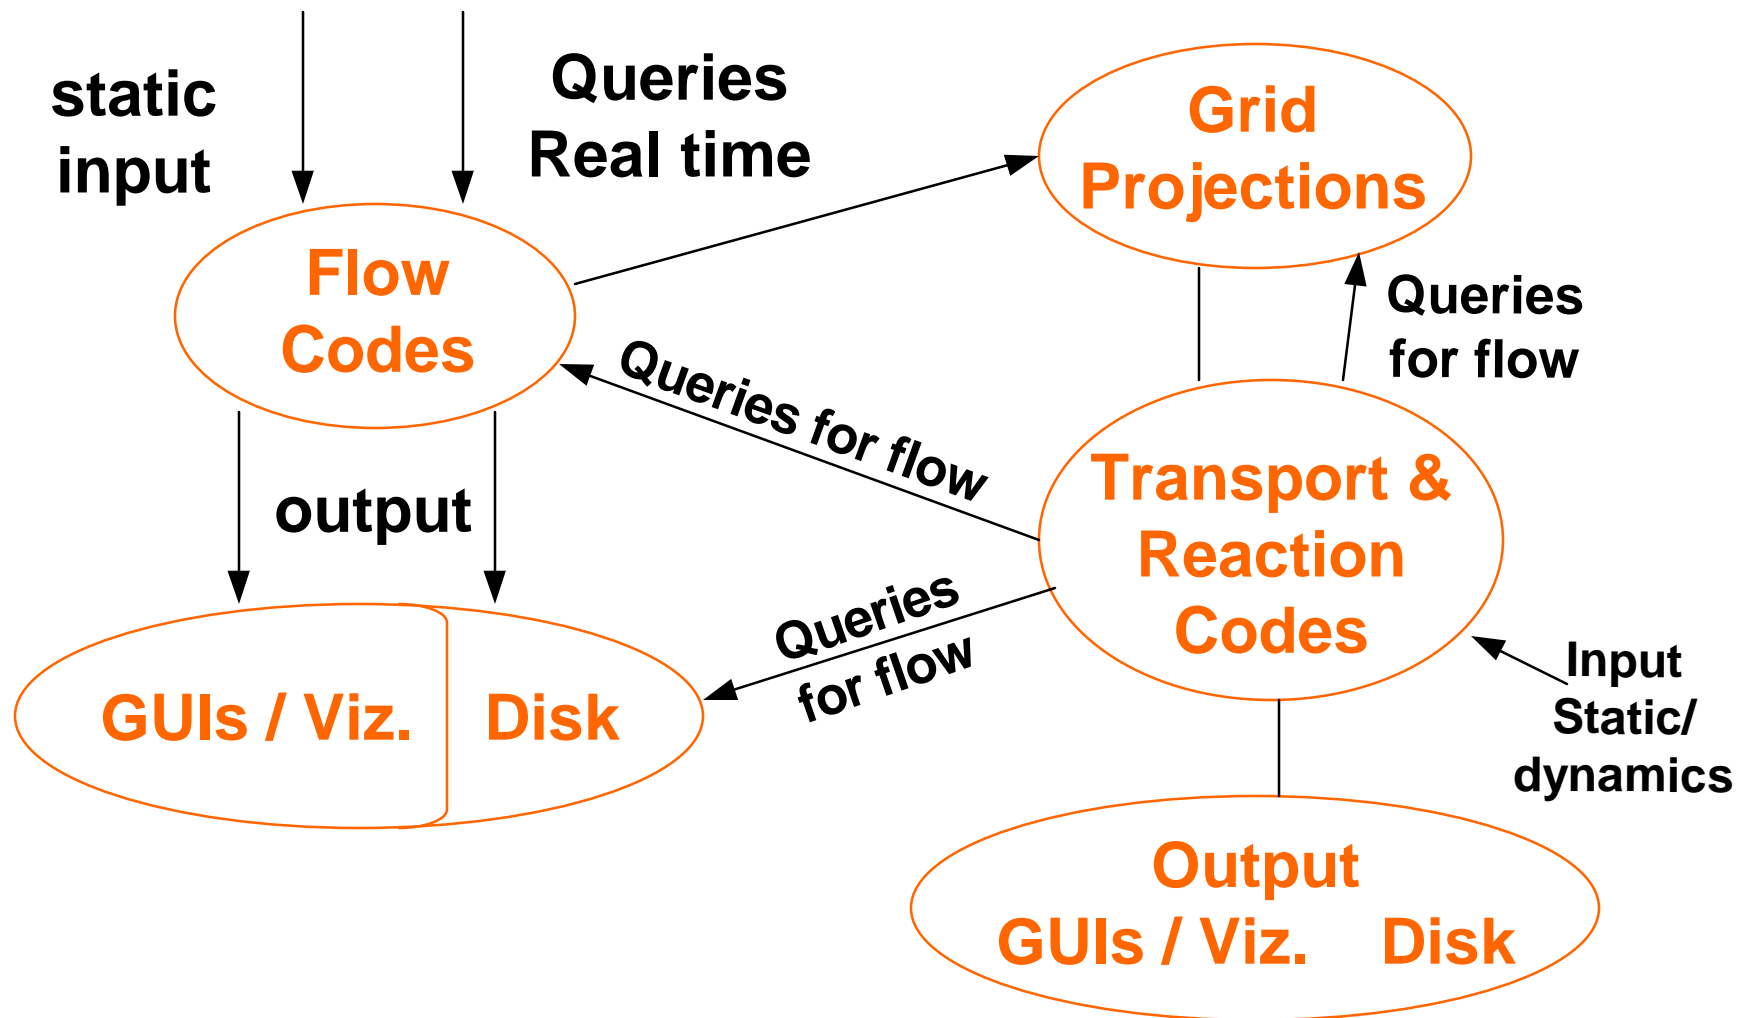 static
input
Queries
Real time
Grid
Projections
Flow
Codes
Queries
for flow
Queries for flow
Transport &
Reaction
Codes
output
Queries
for flow
Input
Static/
dynamics
GUIs / Viz. Disk
Output
GUIs / Viz. Disk